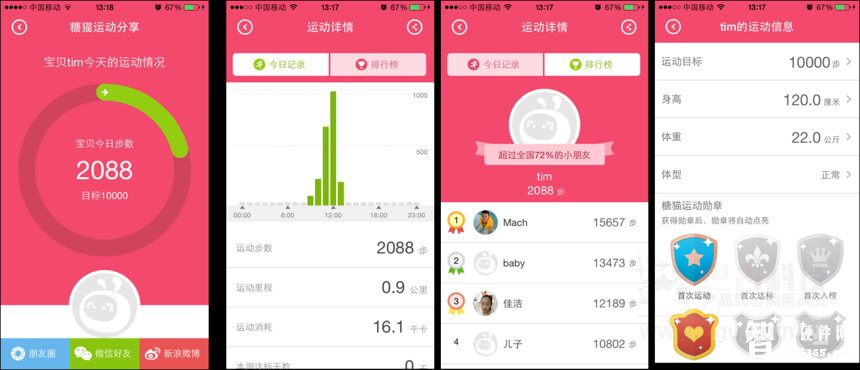 中国移动 13:18 67%
糖猫运动分享
宝贝tim今天的运动情况
宝贝今日步数
2088
目标10000
朋友圈
微信好友
新浪微博
中国移动 13:17 67%
运动详情
今日记录
排行榜
1000
500
00:00 6:00 12:00 18:00 23:00
运动步数 2088 步
运动里程 0.9 公里
运动消耗 16.1 千卡
本周达标天数 0
中国移动 13:17 67%
运动详情
今日记录
排行榜
超过全国72%的小朋友
tim
2088 步
1 Mach 15657 步
2 baby 13473 步
3 佳洁 12189 步
4 儿子 10802 步
中国移动 13:17 67%
tim的运动信息
运动目标 10000 步
身高 120.0 厘米
体重 22.0 公斤
体型 正常
糖猫运动勋章
获得勋章后，勋章将自动点亮
首次运动
首次达标
首次入榜
智
硬件网